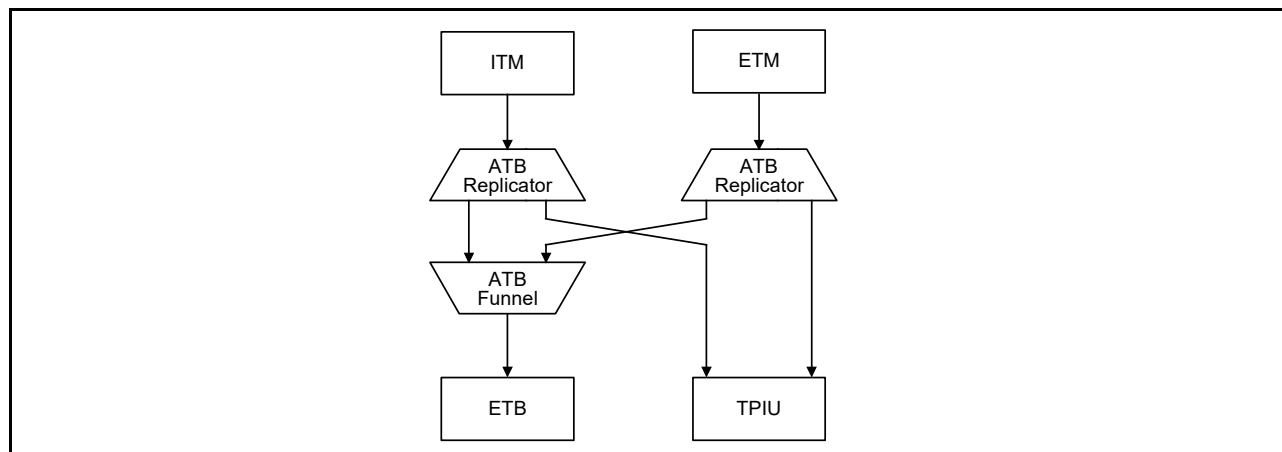 ITM
ETM
ATB
Replicator
ATB
Replicator
ATB
Funnel
ETB
TPIU